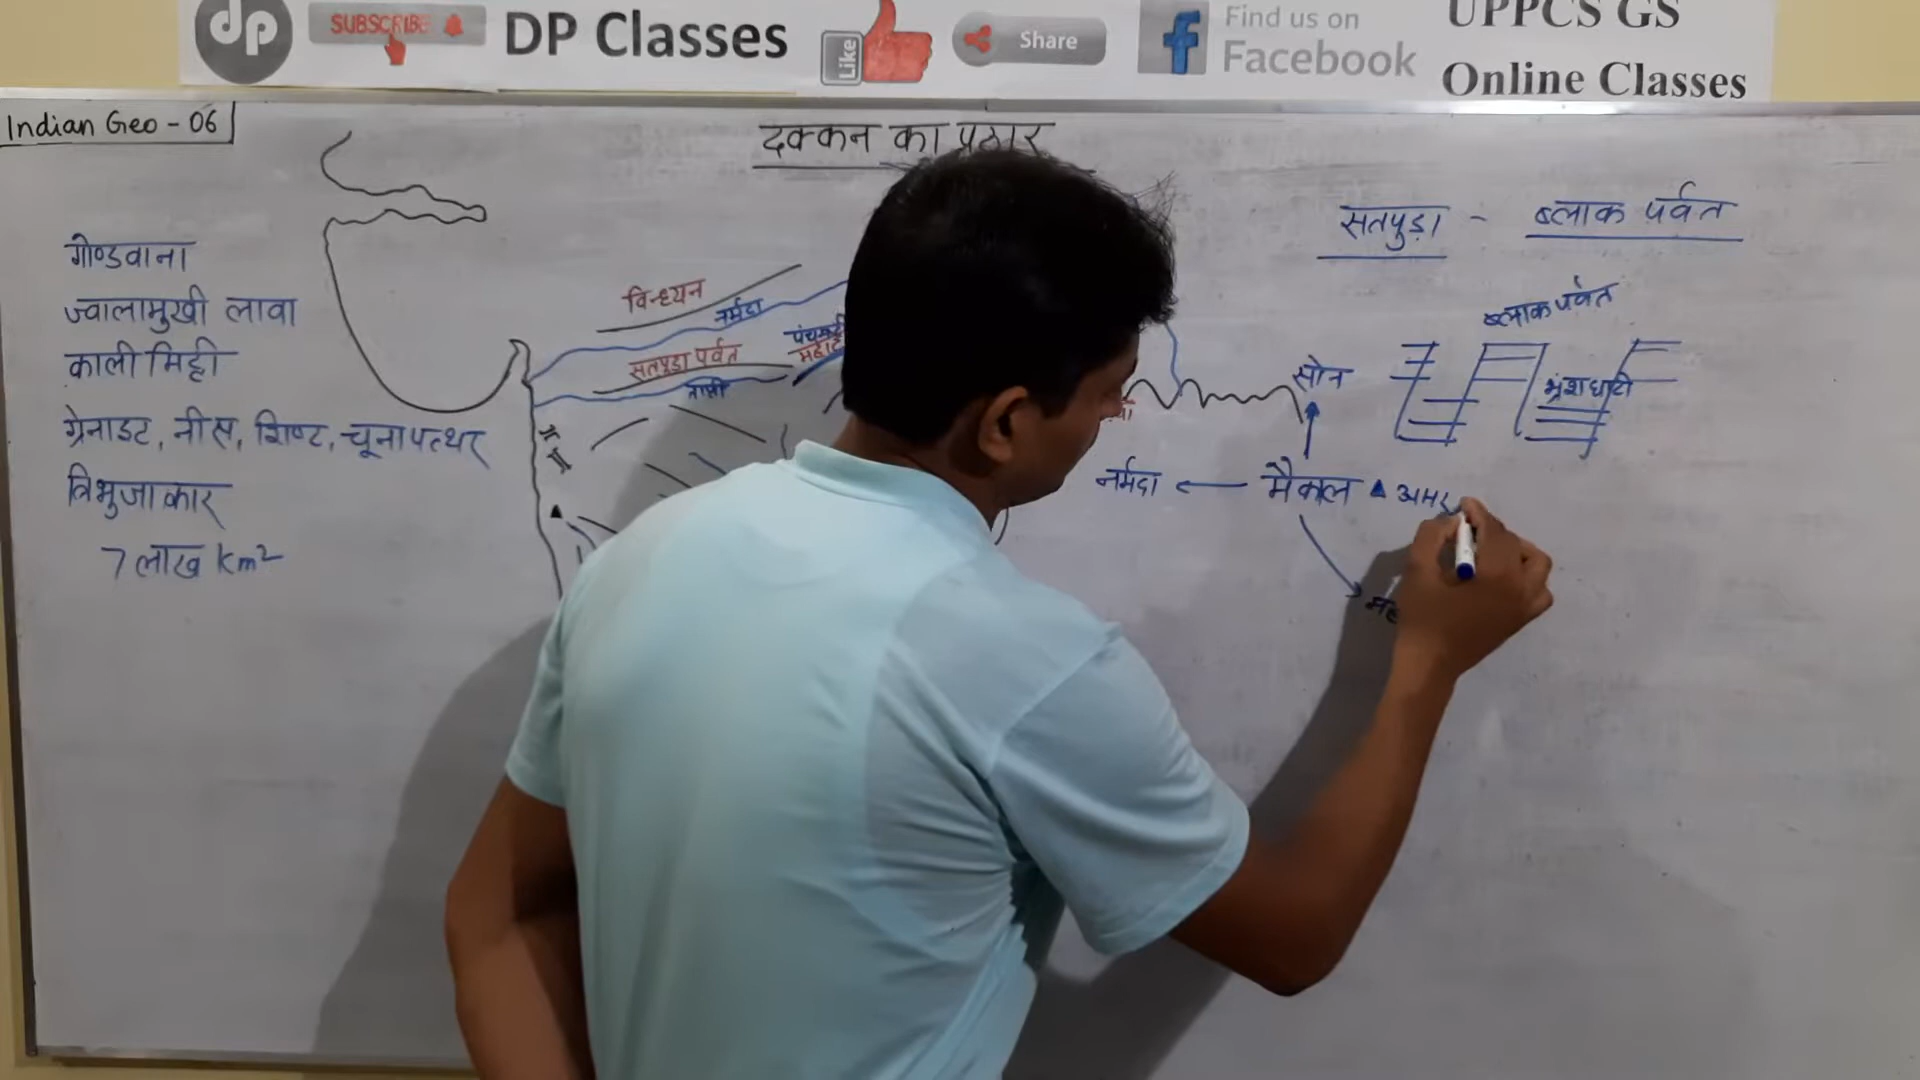 dp
SUBSCRIBE
DP Classes
Like
Share
Find us on
Facebook
UPPCS GS
Online Classes
Indian Geo - 06
दक्कन का पठार
गोण्डवाना
ज्वालामुखी लावा
काली मिट्टी
ग्रेनाइट, नीस, शिष्ट, चूनापत्थर
त्रिभुजाकार
7 लाख km²
विन्ध्यन
नर्मदा
सतपुड़ा पर्वत
सतपुड़ा - ब्लाक पर्वत
ब्लाक पर्वत
भ्रंश घाटी
सोन
नर्मदा ← मैकाल ▲ अमर